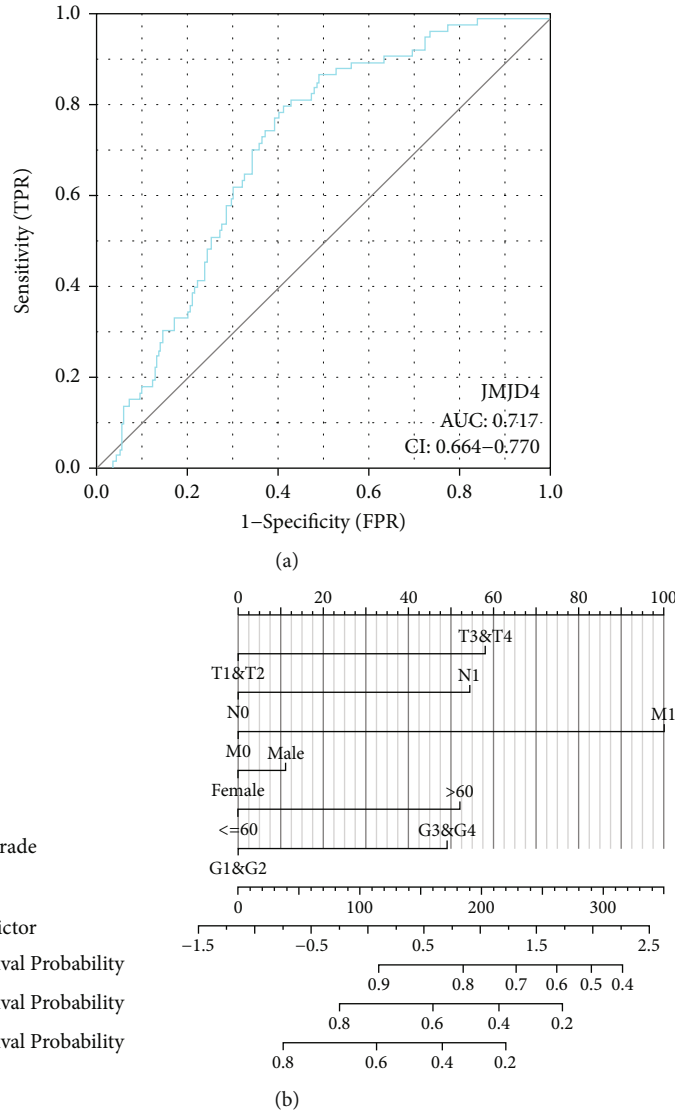 1.0
0.8
0.6
0.4
0.2
0.0
Sensitivity (TPR)
JMJD4
AUC: 0.717
CI: 0.664−0.770
0.0 0.2 0.4 0.6 0.8 1.0
1−Specificity (FPR)
(a)
0 20 40 60 80 100
T3&T4
T1&T2 N1
N0 M1
M0 Male
Female >60
<=60 G3&G4
rade
G1&G2
0 100 200 300
ictor
−1.5 −0.5 0.5 1.5 2.5
ival Probability
0.9 0.8 0.7 0.6 0.5 0.4
ival Probability
0.8 0.6 0.4 0.2
ival Probability
0.8 0.6 0.4 0.2
(b)